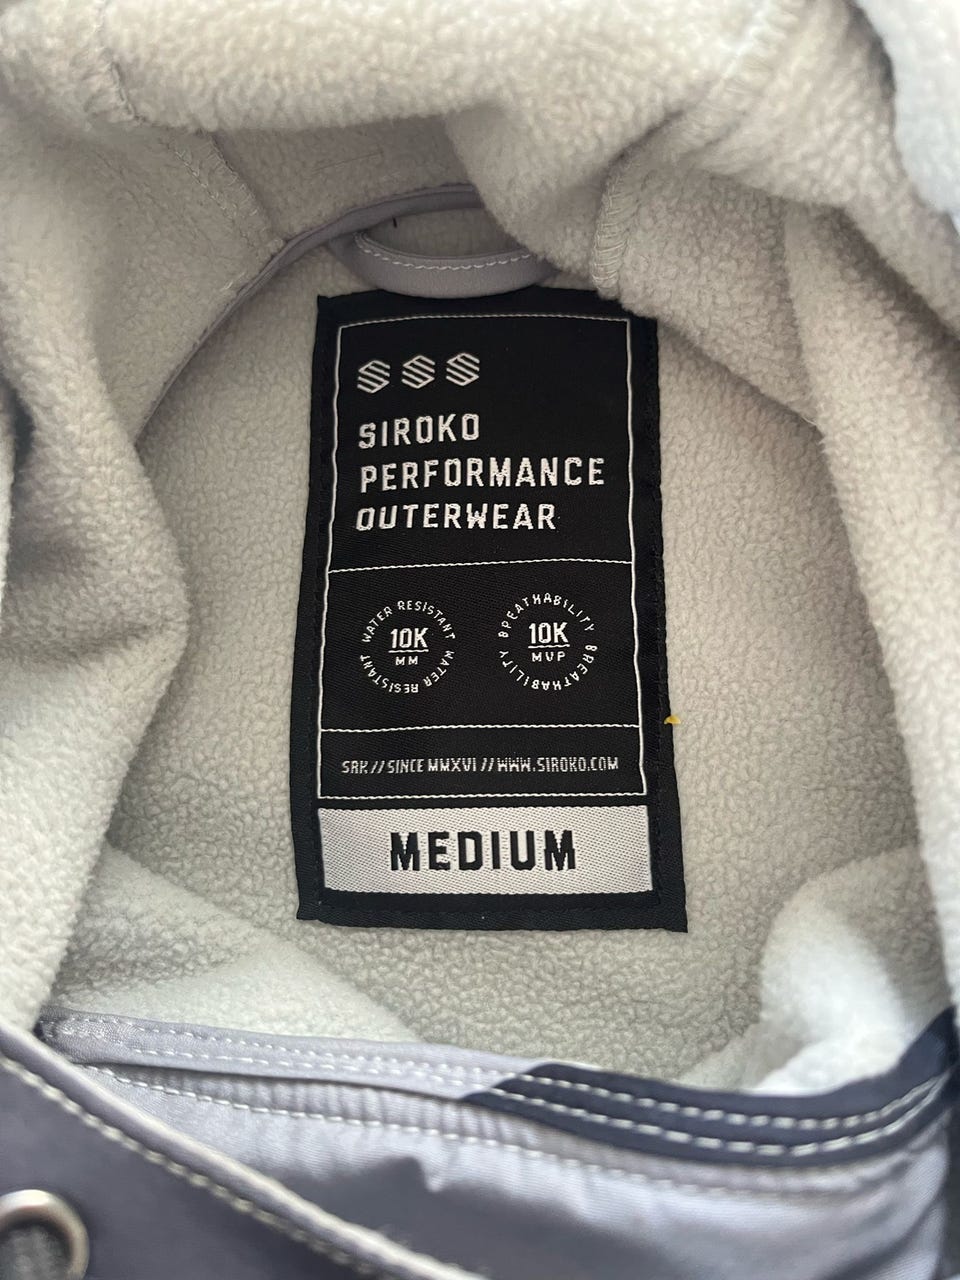 SSS
SIROKO
PERFORMANCE
OUTERWEAR
WATER RESISTANT WATER RESISTANT
10K
MM
BREATHABILITY BREATHABILITY
10K
MVP
SRK // SINCE MMXVI // WWW.SIROKO.COM
MEDIUM